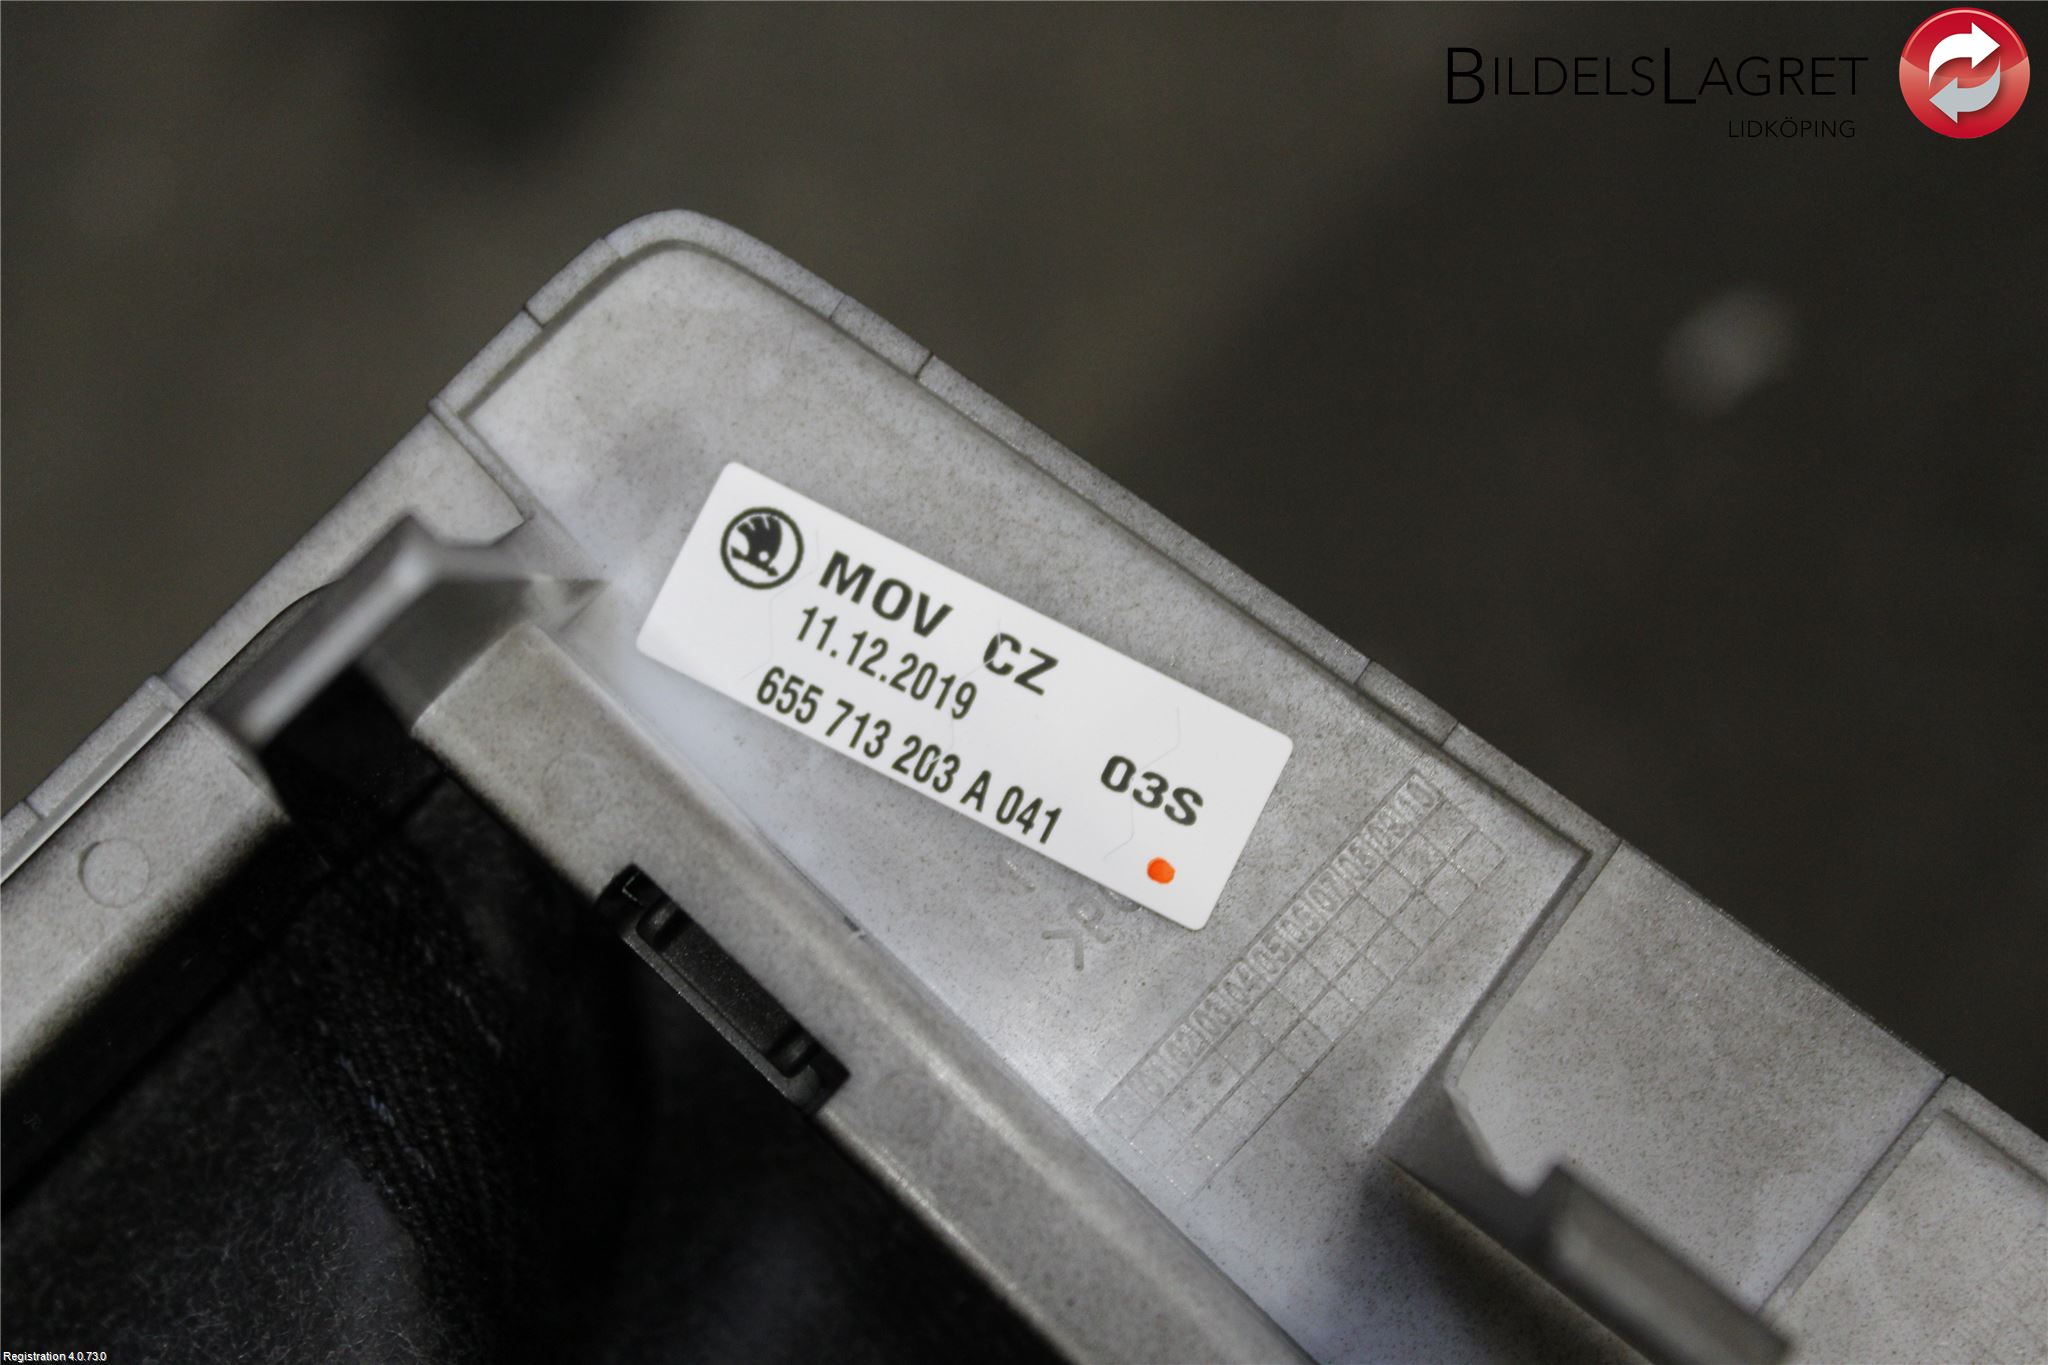 BILDELSLAGRET
LIDKÖPING
MOV CZ
11.12.2019
655 713 203 A 041
03S
Registration 4.0.73.0